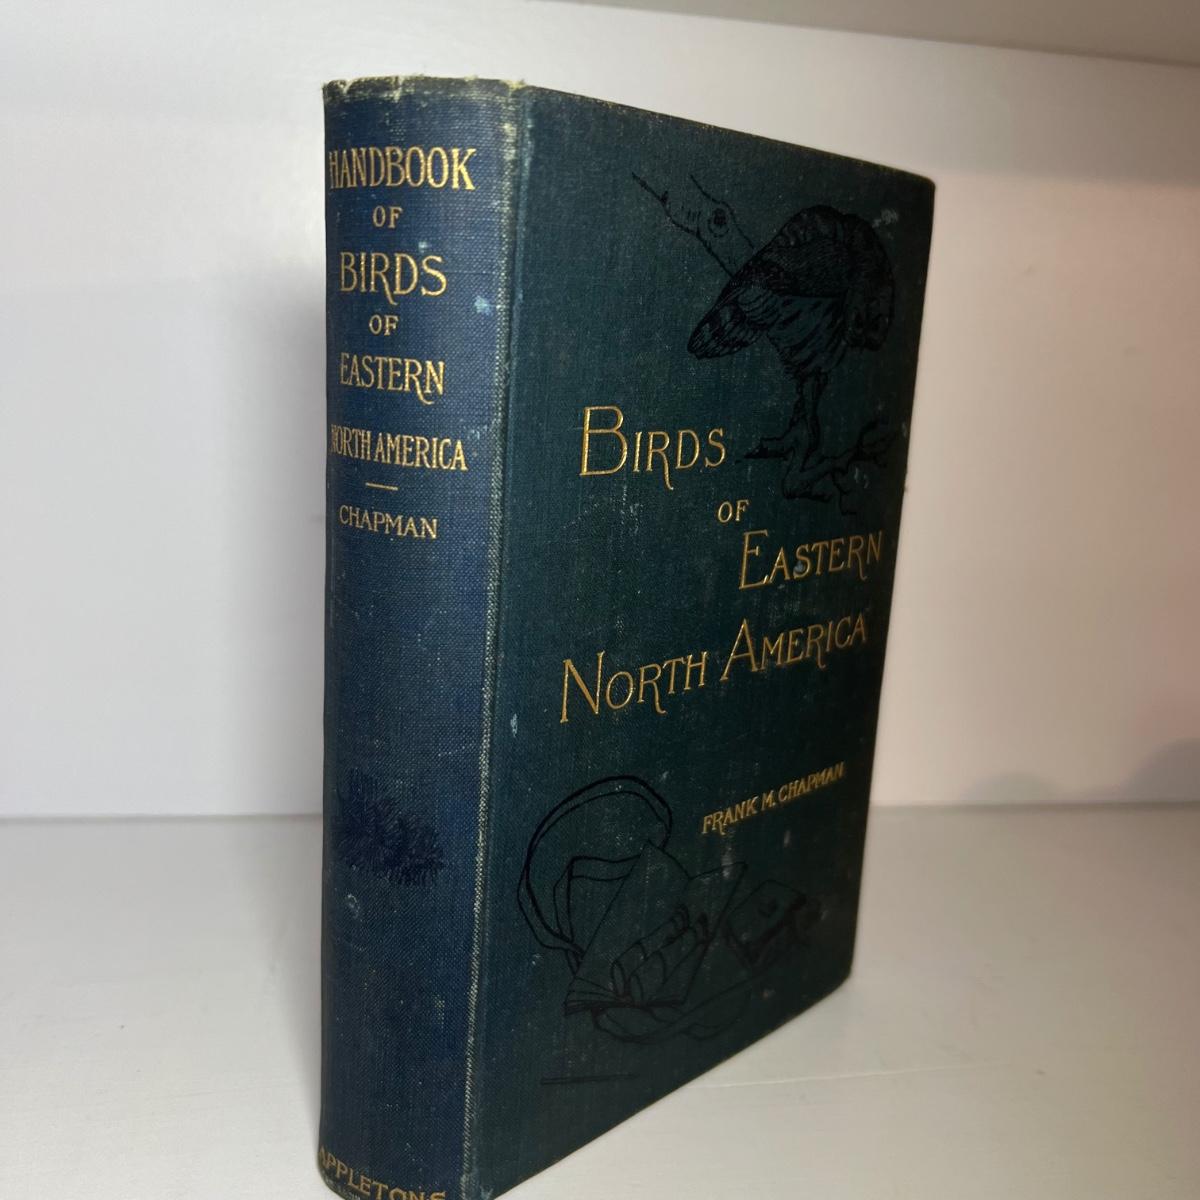 HANDBOOK
OF
BIRDS
OF
EASTERN
NORTH AMERICA
CHAPMAN
APPLETONS
BIRDS
OF
EASTERN
NORTH AMERICA
FRANK M. CHAPMAN